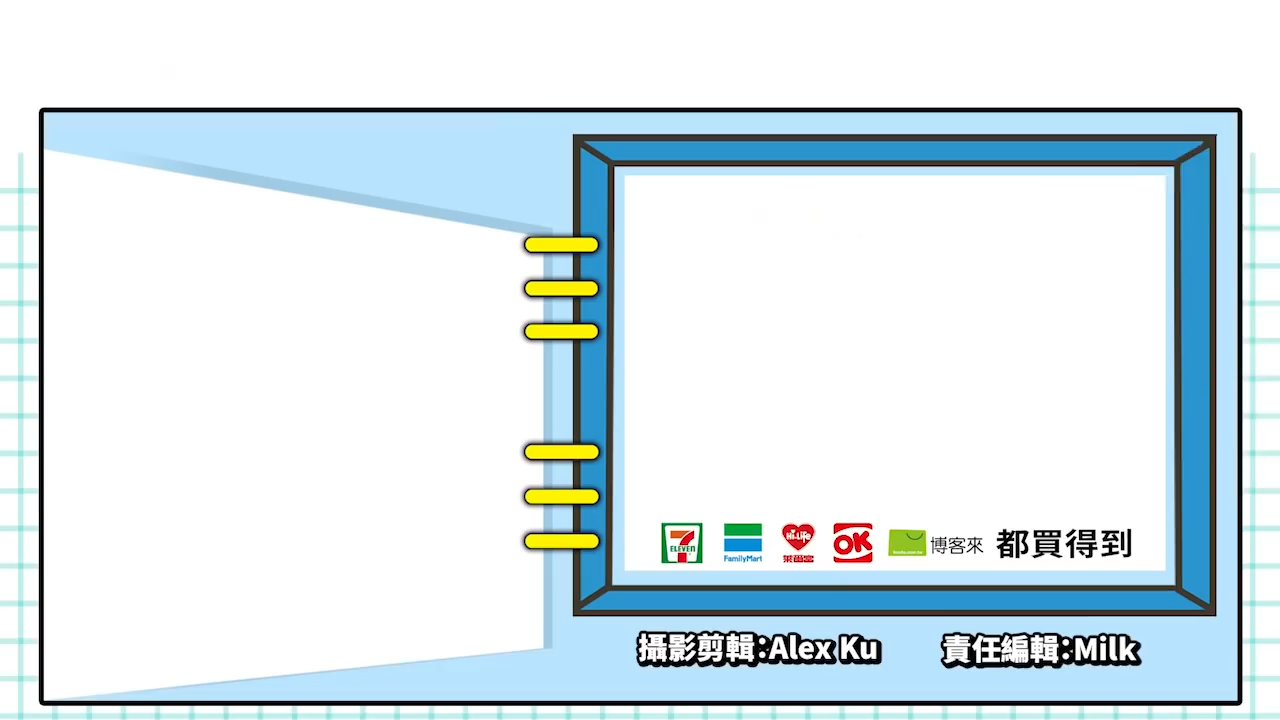 7 ELEVEN
FamilyMart
Hi-Life
萊爾富
OK
博客來
都買得到
攝影剪輯:Alex Ku
責任編輯:Milk